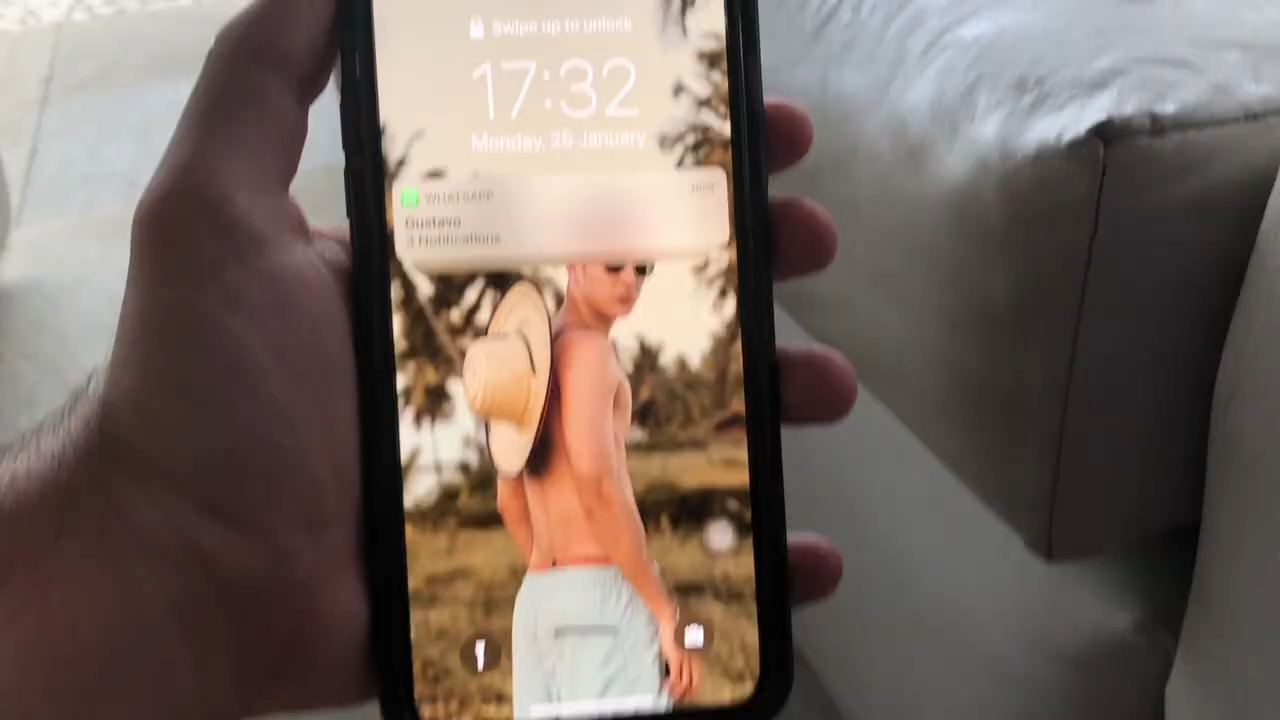 Swipe up to unlock
17:32
Monday, 25 January
WHATSAPP
Gustavo
3 Notifications